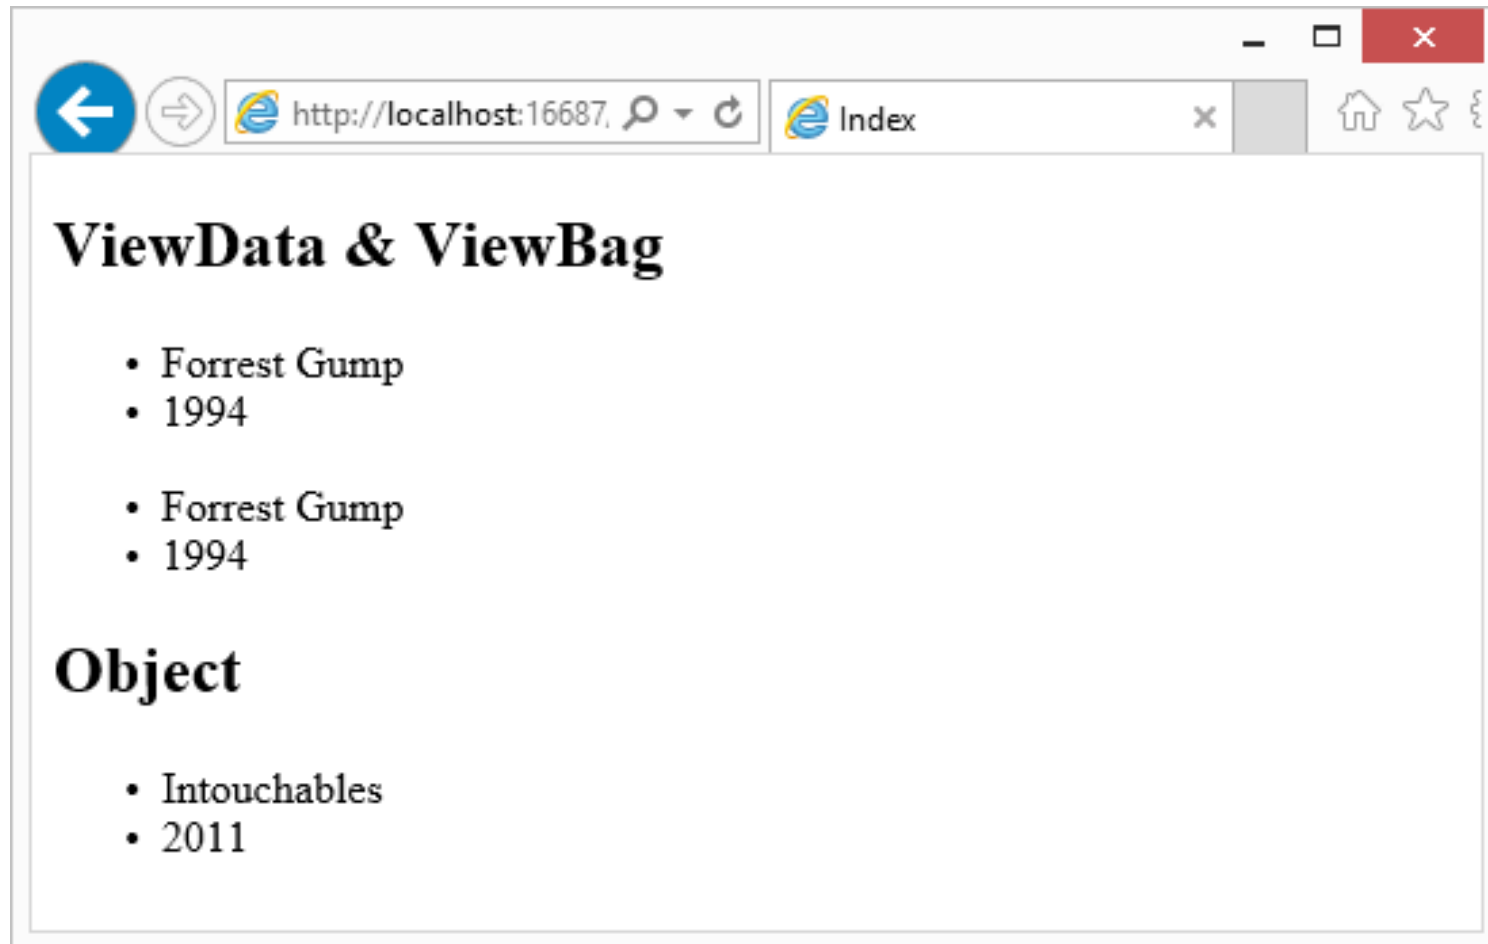 http://localhost:16687,
Index
ViewData & ViewBag
• Forrest Gump
• 1994
• Forrest Gump
• 1994
Object
• Intouchables
• 2011